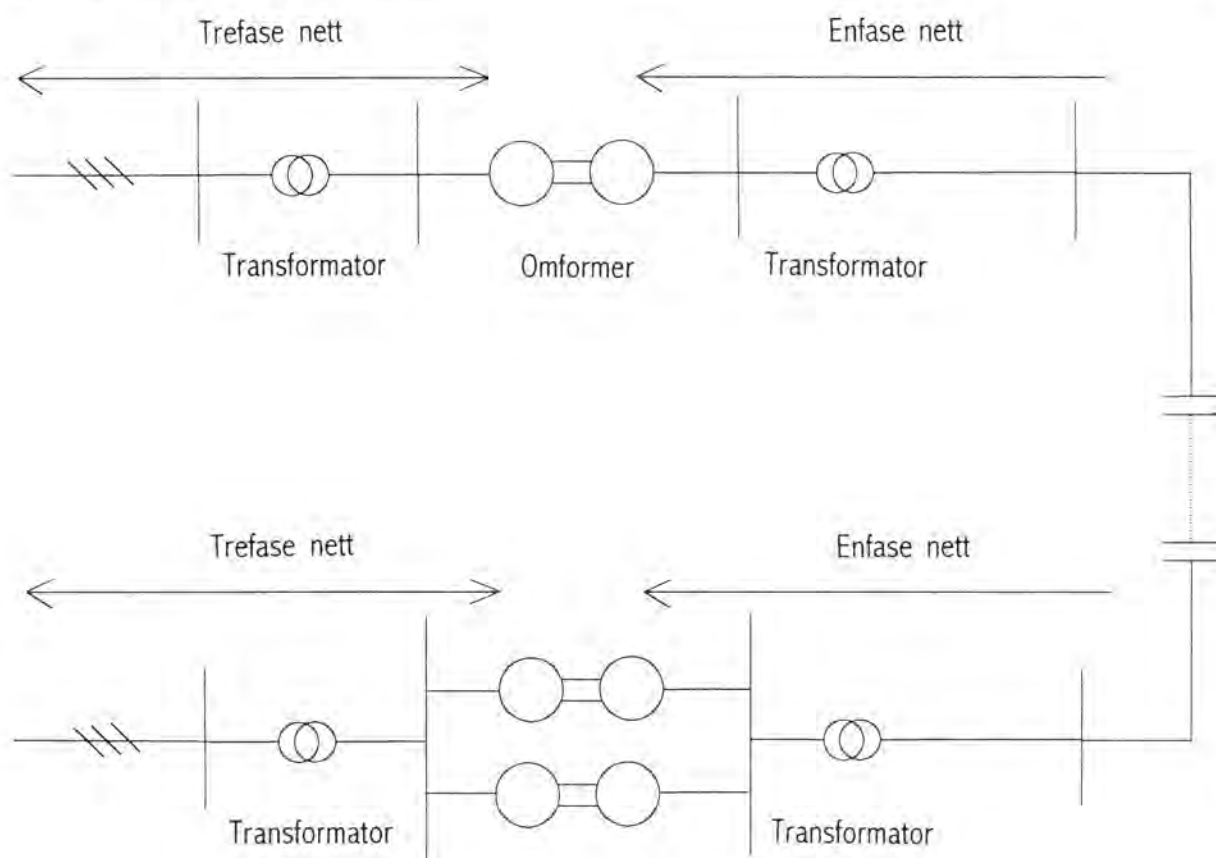 Trefase nett
Enfase nett
Transformator
Omformer
Transformator
Trefase nett
Enfase nett
Transformator
Transformator